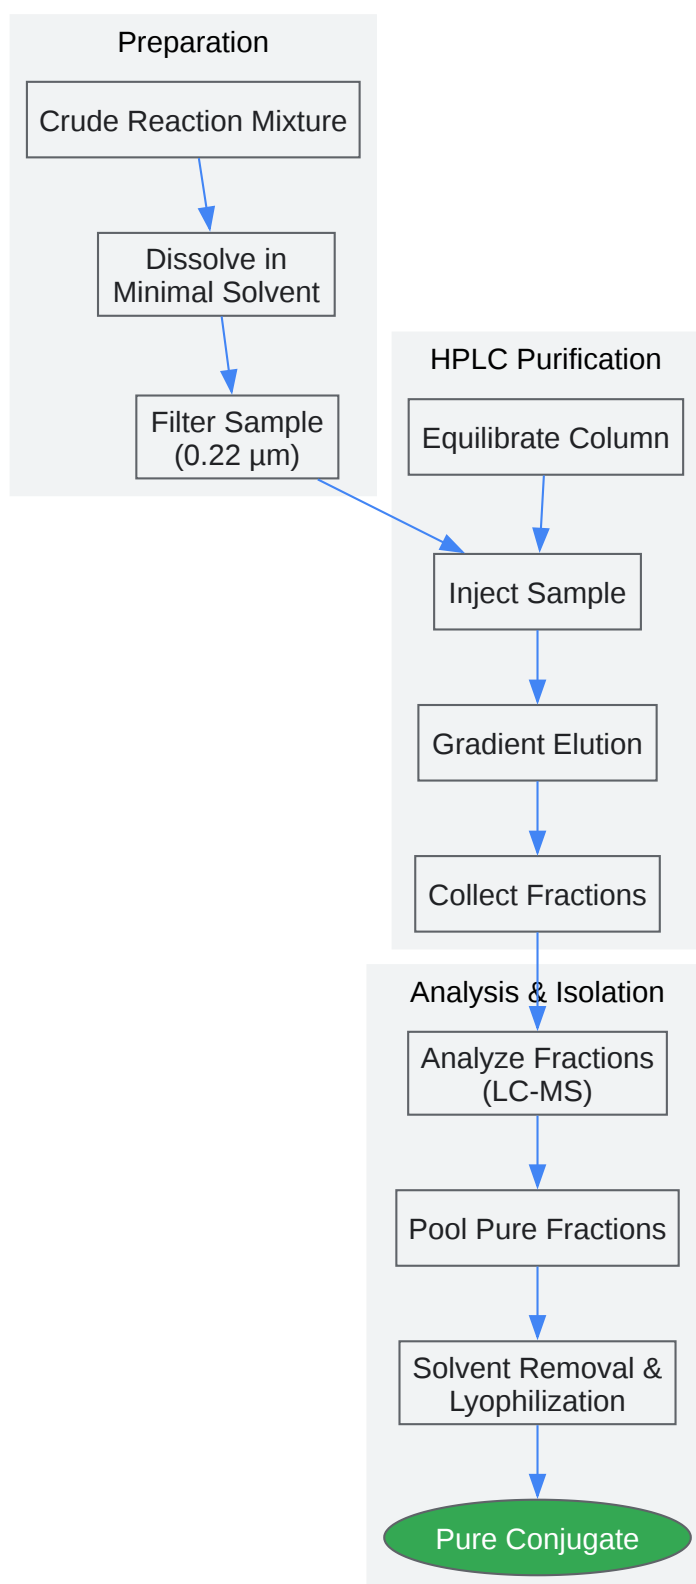 Preparation
Crude Reaction Mixture
Dissolve in
Minimal Solvent
Filter Sample
(0.22 µm)
HPLC Purification
Equilibrate Column
Inject Sample
Gradient Elution
Collect Fractions
Analysis & Isolation
Analyze Fractions
(LC-MS)
Pool Pure Fractions
Solvent Removal &
Lyophilization
Pure Conjugate